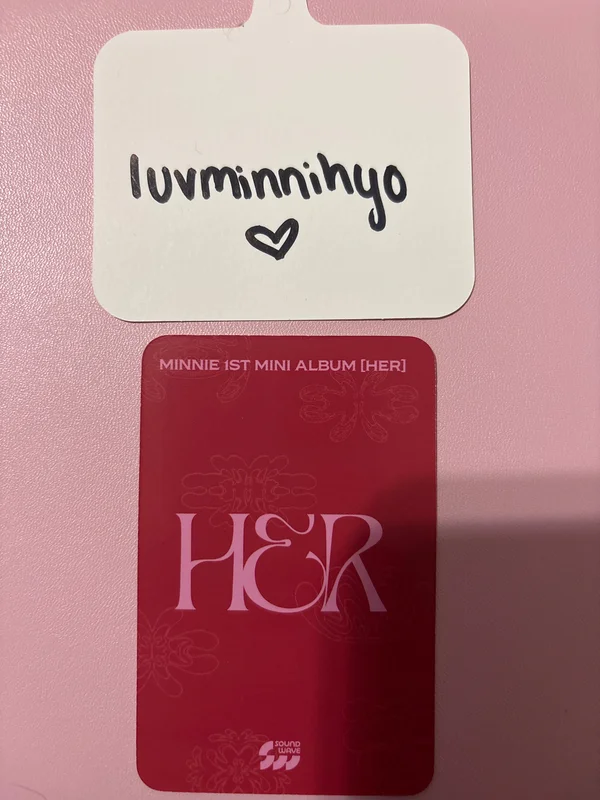 luvminnihyo
MINNIE 1ST MINI ALBUM [HER]
HER
SOUND
WAVE